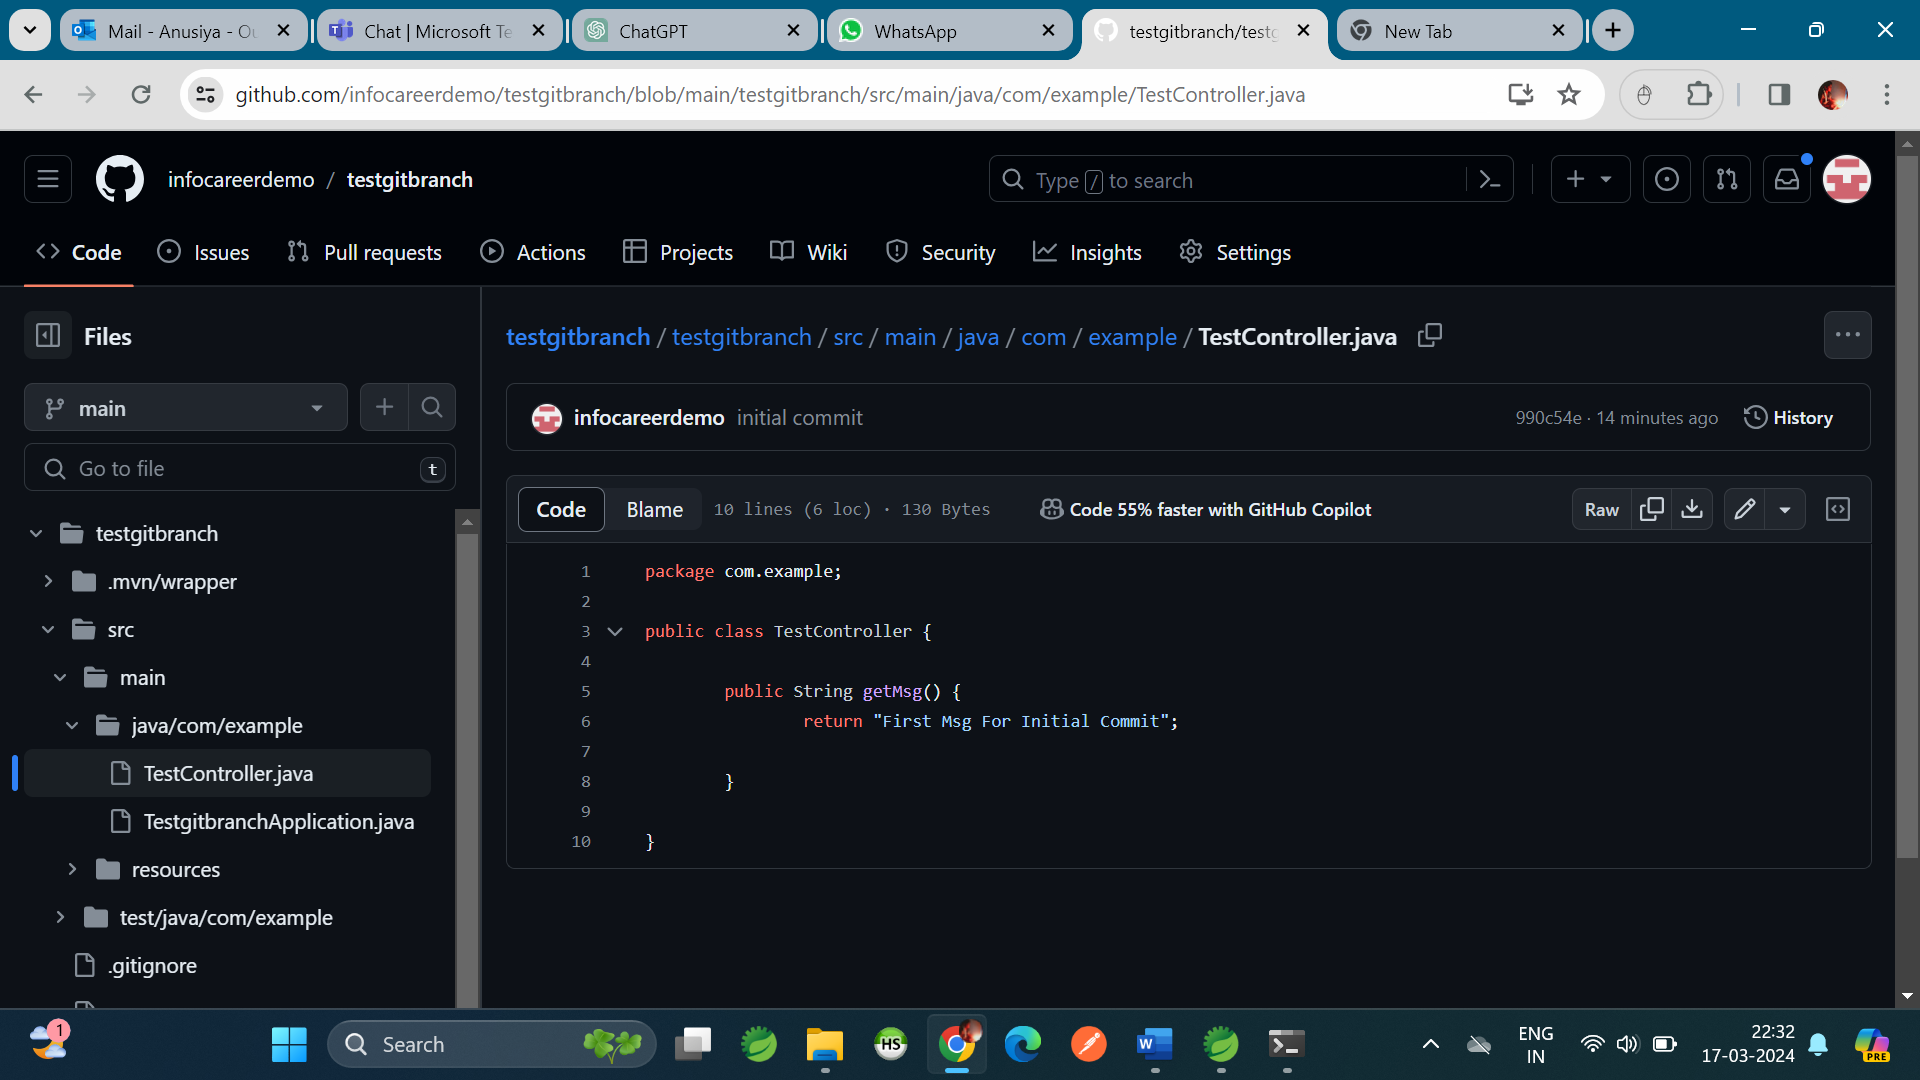 Mail - Anusiya - Ou
Chat | Microsoft Te
ChatGPT
WhatsApp
testgitbranch/testg
New Tab
github.com/infocareerdemo/testgitbranch/blob/main/testgitbranch/src/main/java/com/example/TestController.java
infocareerdemo / testgitbranch
Type / to search
Code
Issues
Pull requests
Actions
Projects
Wiki
Security
Insights
Settings
Files
main
Go to file
t
testgitbranch
.mvn/wrapper
src
main
java/com/example
TestController.java
TestgitbranchApplication.java
resources
test/java/com/example
.gitignore
testgitbranch / testgitbranch / src / main / java / com / example / TestController.java
infocareerdemo initial commit
990c54e · 14 minutes ago
History
Code
Blame
10 lines (6 loc) · 130 Bytes
Code 55% faster with GitHub Copilot
Raw
1 package com.example;
2
3 public class TestController {
4
5 public String getMsg() {
6 return "First Msg For Initial Commit";
7
8 }
9
10 }
1
Search
HS
W
ENG
IN
22:32
17-03-2024
PRE